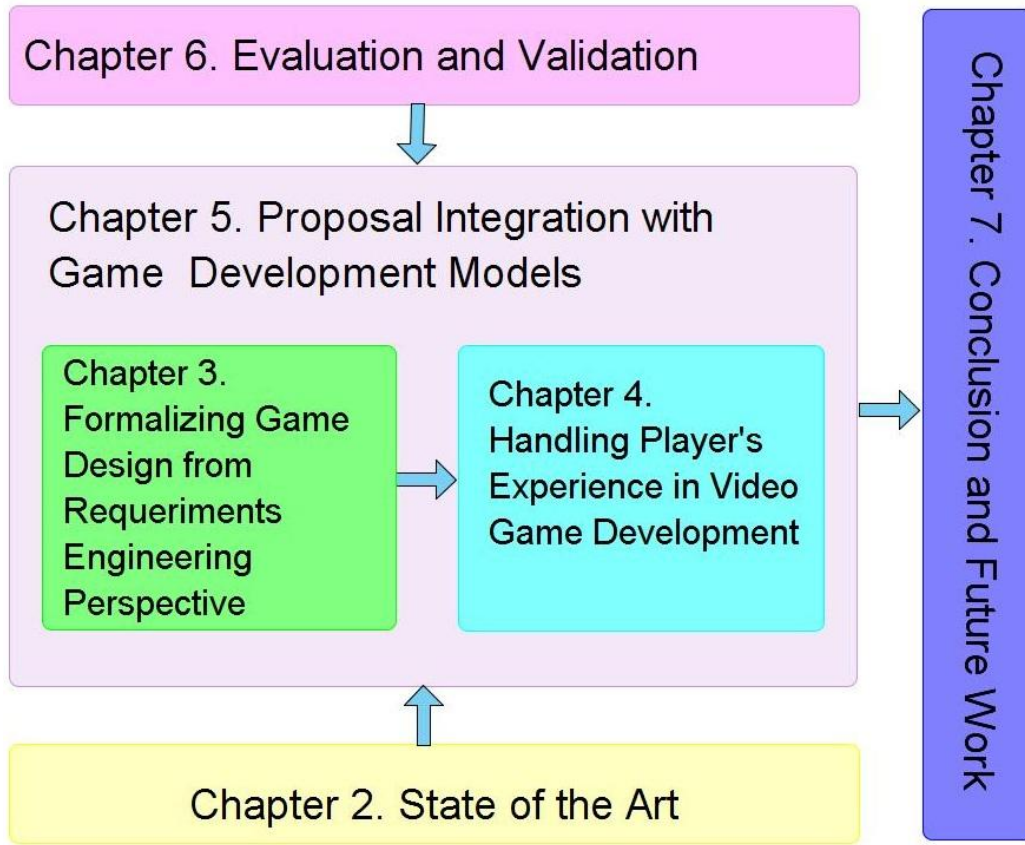 Chapter 6. Evaluation and Validation
Chapter 5. Proposal Integration with
Game Development Models
Chapter 3.
Formalizing Game
Design from
Requeriments
Engineering
Perspective
Chapter 4.
Handling Player's
Experience in Video
Game Development
Chapter 2. State of the Art
Chapter 7. Conclusion and Future Work